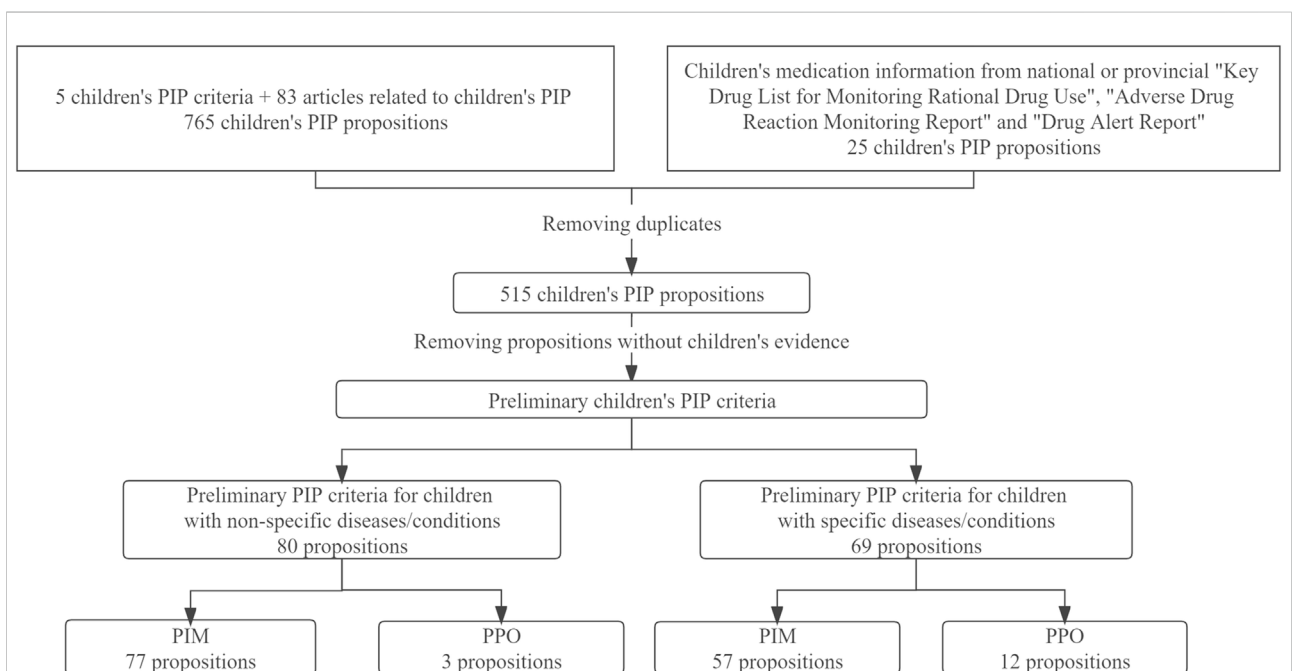 5 children's PIP criteria + 83 articles related to children's PIP
765 children's PIP propositions
Children's medication information from national or provincial "Key
Drug List for Monitoring Rational Drug Use", "Adverse Drug
Reaction Monitoring Report" and "Drug Alert Report"
25 children's PIP propositions
Removing duplicates
515 children's PIP propositions
Removing propositions without children's evidence
Preliminary children's PIP criteria
Preliminary PIP criteria for children
with non-specific diseases/conditions
80 propositions
Preliminary PIP criteria for children
with specific diseases/conditions
69 propositions
PIM
77 propositions
PPO
3 propositions
PIM
57 propositions
PPO
12 propositions